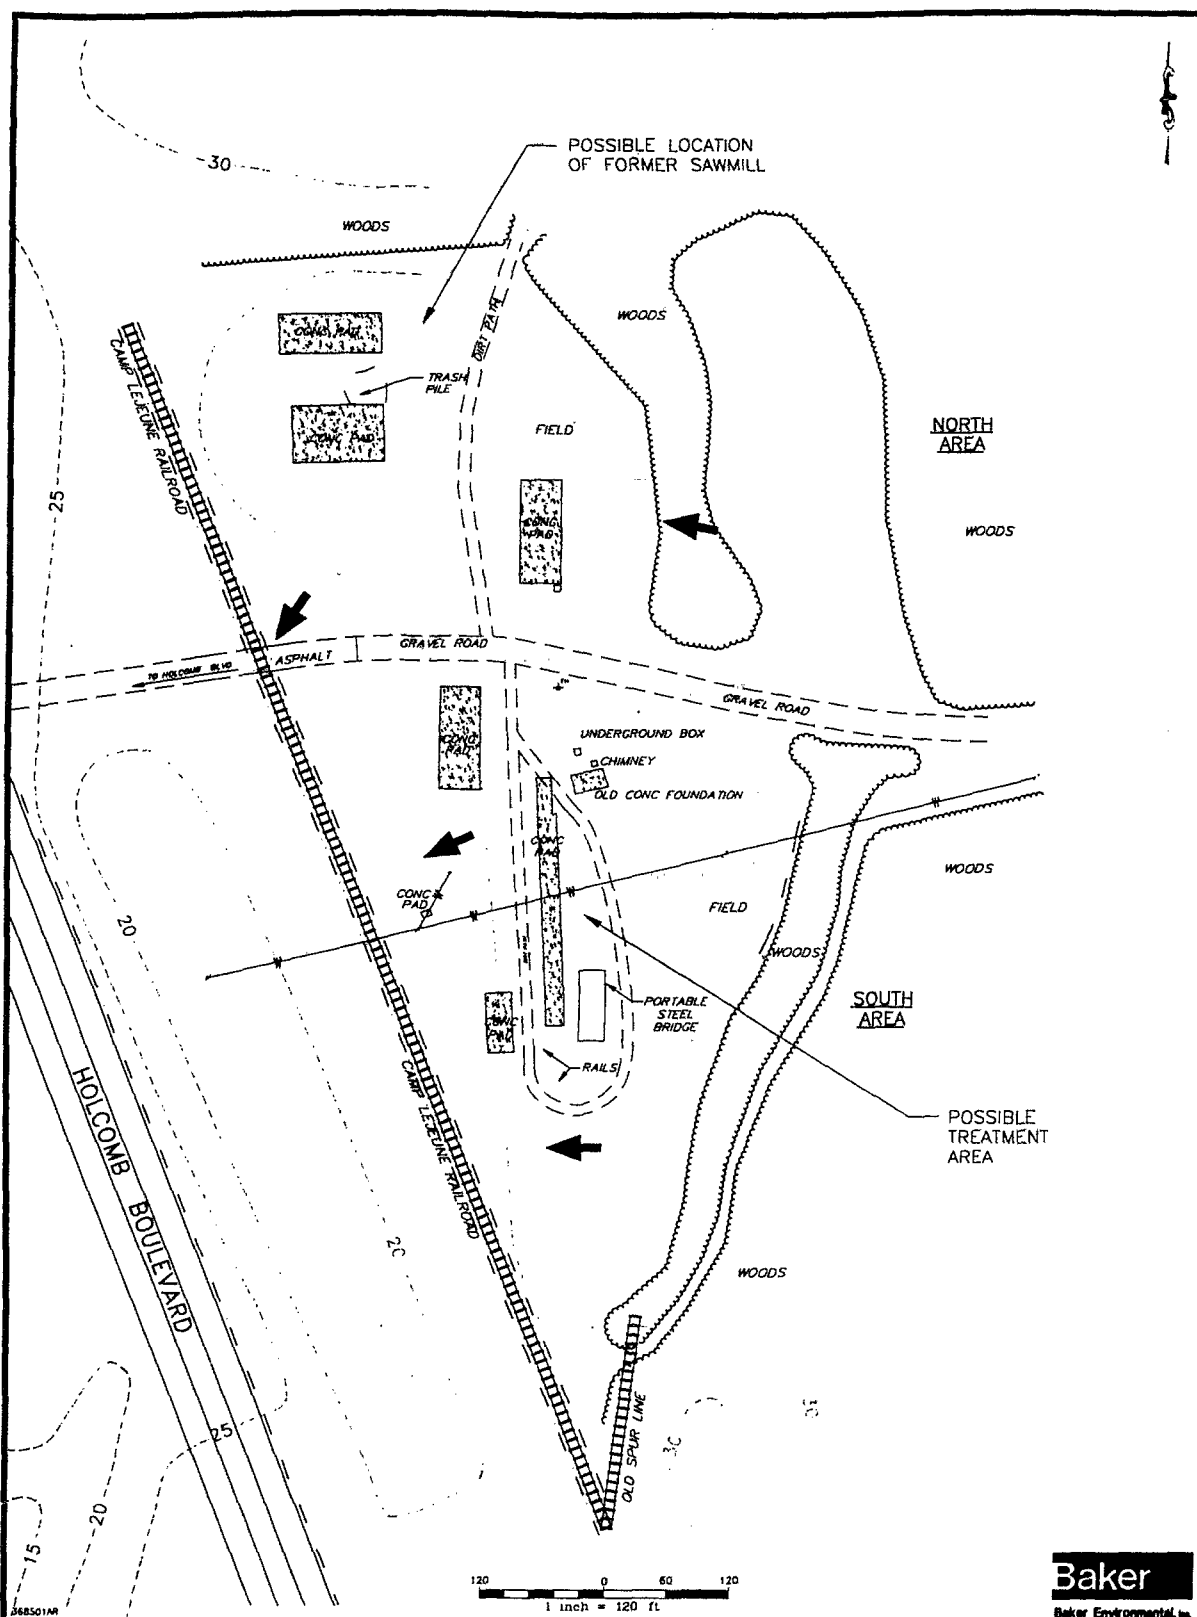 POSSIBLE LOCATION
OF FORMER SAWMILL
30
WOODS
WOODS
CONC PAD
DIRT PATH
TRASH
PILE
CONC PAD
CAMP LEJEUNE RAILROAD
FIELD
NORTH
AREA
25
CONC
PAD
WOODS
GRAVEL ROAD
ASPHALT
TO HOLCOMB BLVD
GRAVEL ROAD
UNDERGROUND BOX
CHIMNEY
OLD CONC FOUNDATION
CONC
PAD
CONC
PAD
WOODS
CONC
PAD
FIELD
20
WOODS
SOUTH
AREA
PORTABLE
STEEL
BRIDGE
CONC
PAD
RAILS
HOLCOMB BOULEVARD
CAMP LEJEUNE RAILROAD
POSSIBLE
TREATMENT
AREA
20
WOODS
OLD SPUR LINE
30
25
20
15
120 0 60 120
1 inch = 120 ft
Baker
Baker Environmental, Inc.
368501AR